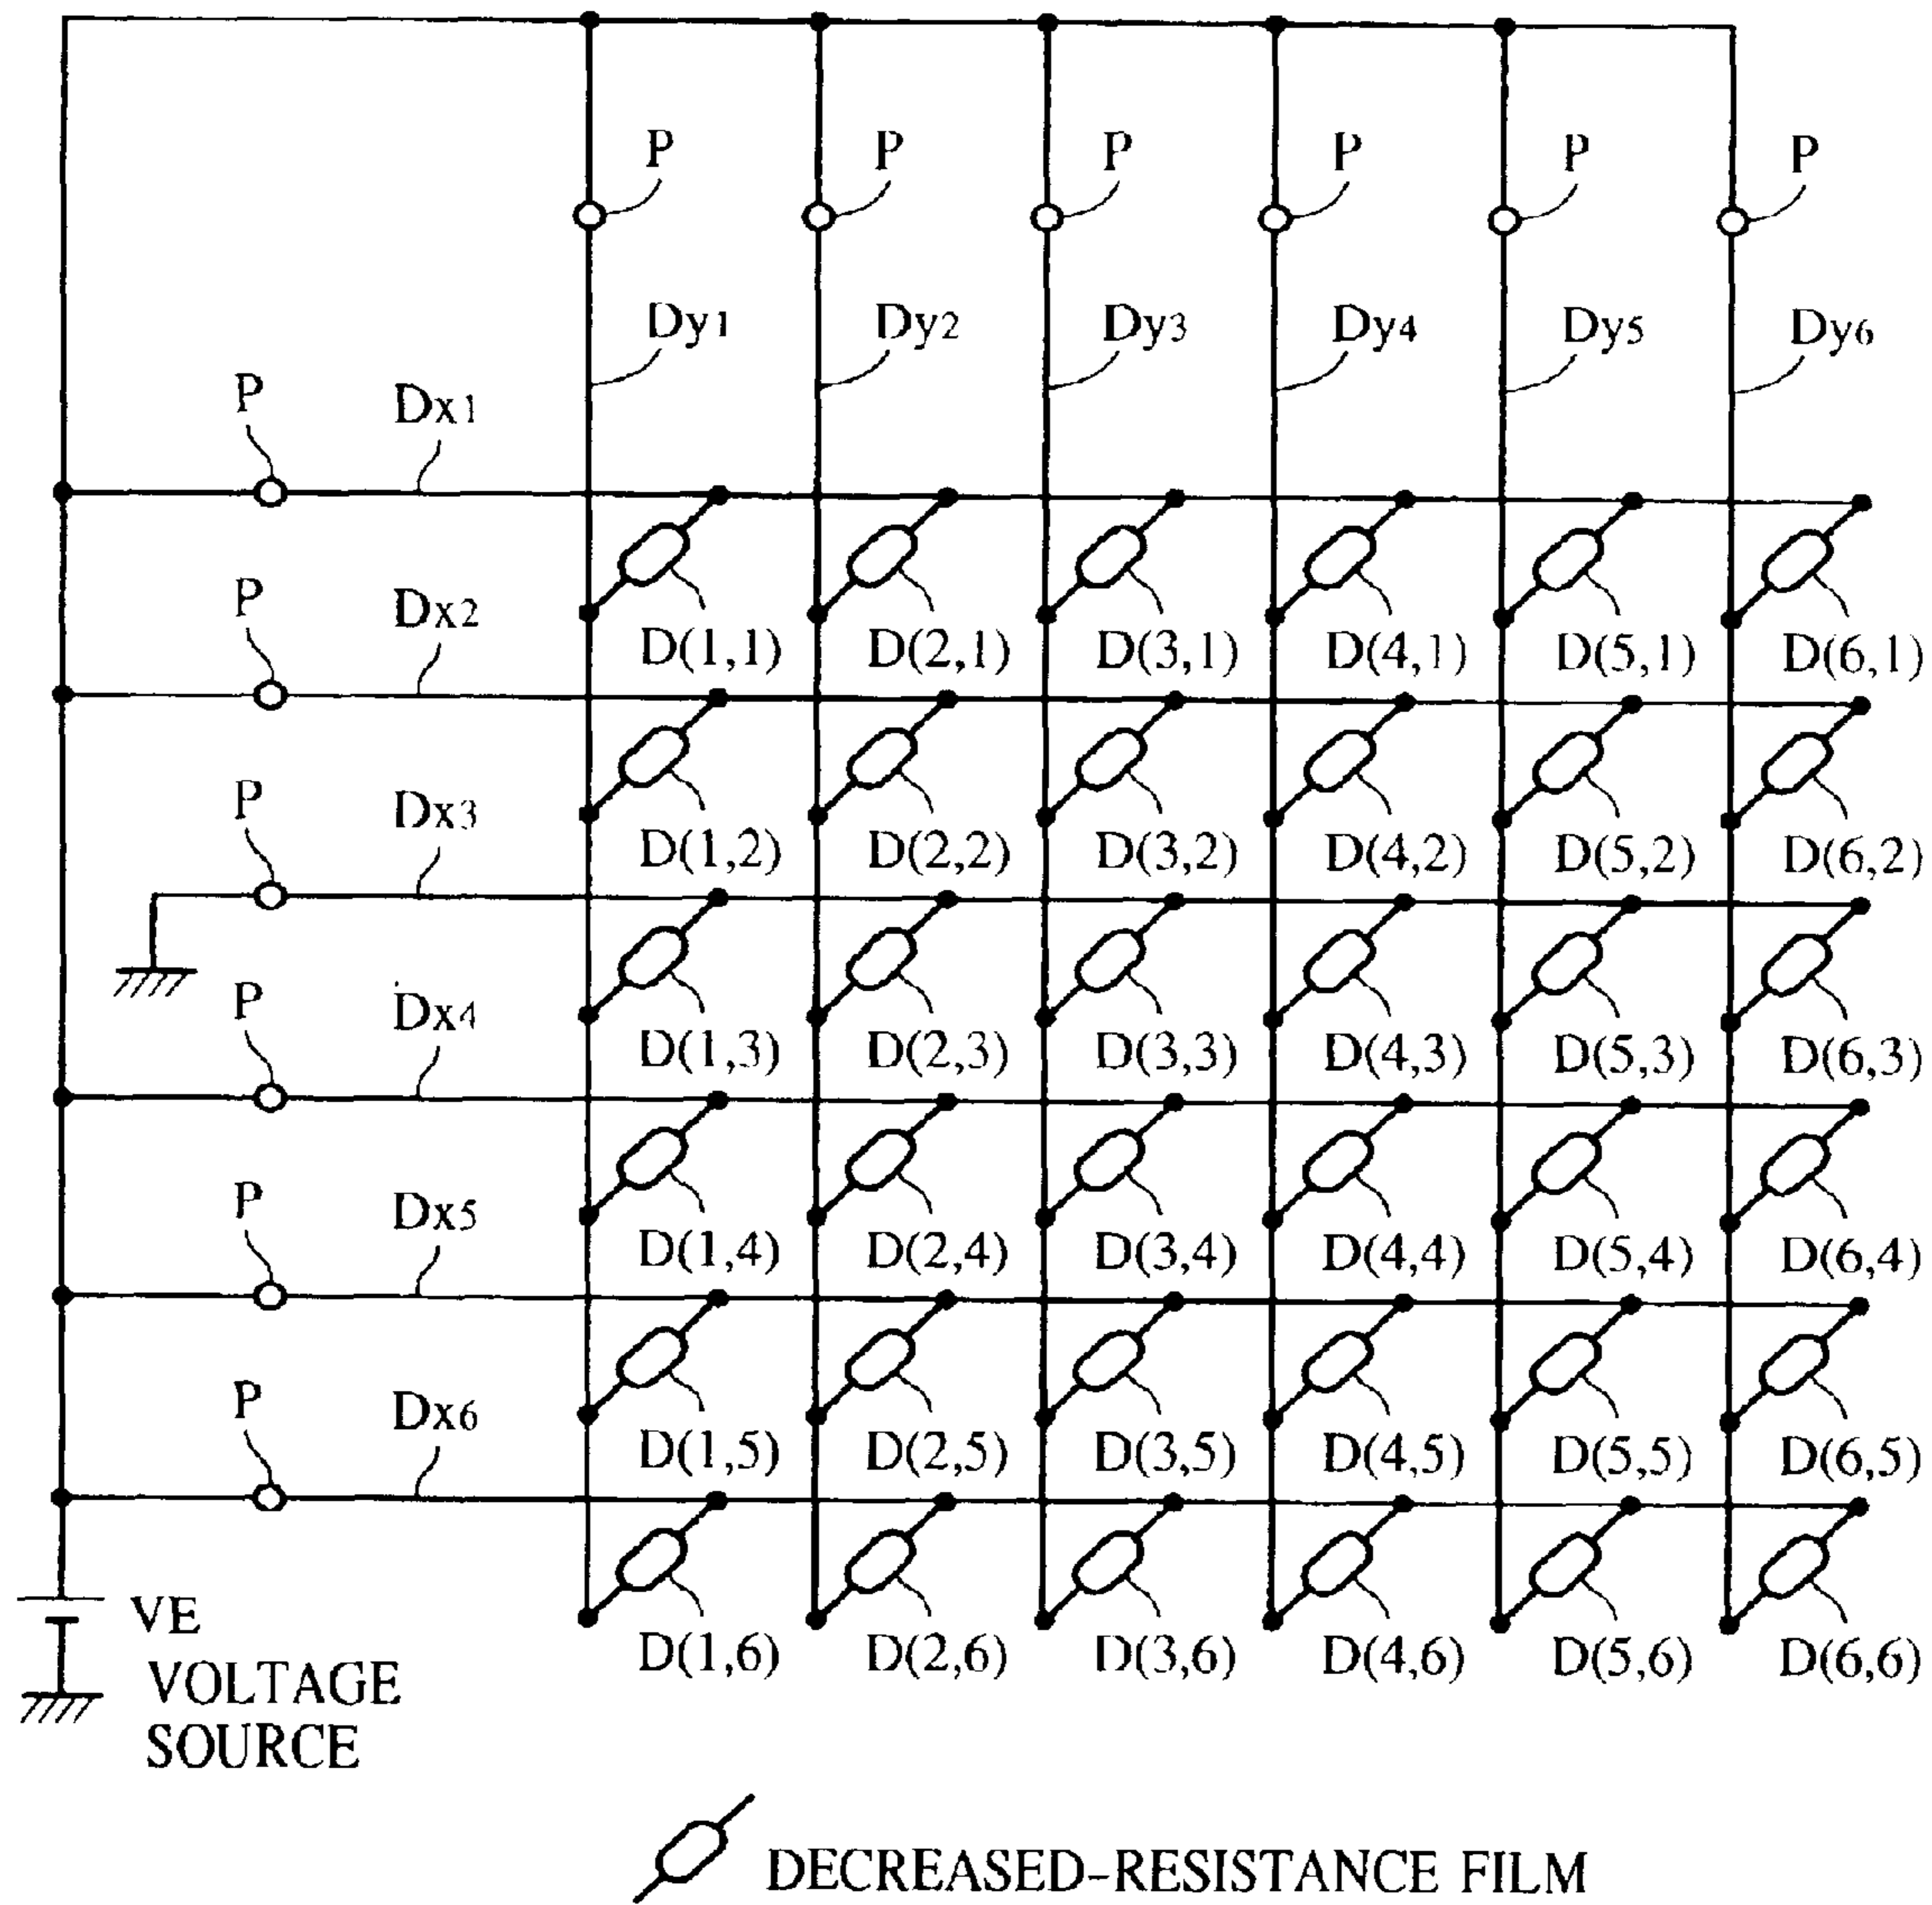 P P P P P P
Dy1 Dy2 Dy3 Dy4 Dy5 Dy6
P Dx1
P Dx2
D(1,1) D(2,1) D(3,1) D(4,1) D(5,1) D(6,1)
P Dx3
D(1,2) D(2,2) D(3,2) D(4,2) D(5,2) D(6,2)
P Dx4
D(1,3) D(2,3) D(3,3) D(4,3) D(5,3) D(6,3)
P Dx5
D(1,4) D(2,4) D(3,4) D(4,4) D(5,4) D(6,4)
P Dx6
D(1,5) D(2,5) D(3,5) D(4,5) D(5,5) D(6,5)
VE
D(1,6) D(2,6) D(3,6) D(4,6) D(5,6) D(6,6)
VOLTAGE
SOURCE
DECREASED-RESISTANCE FILM